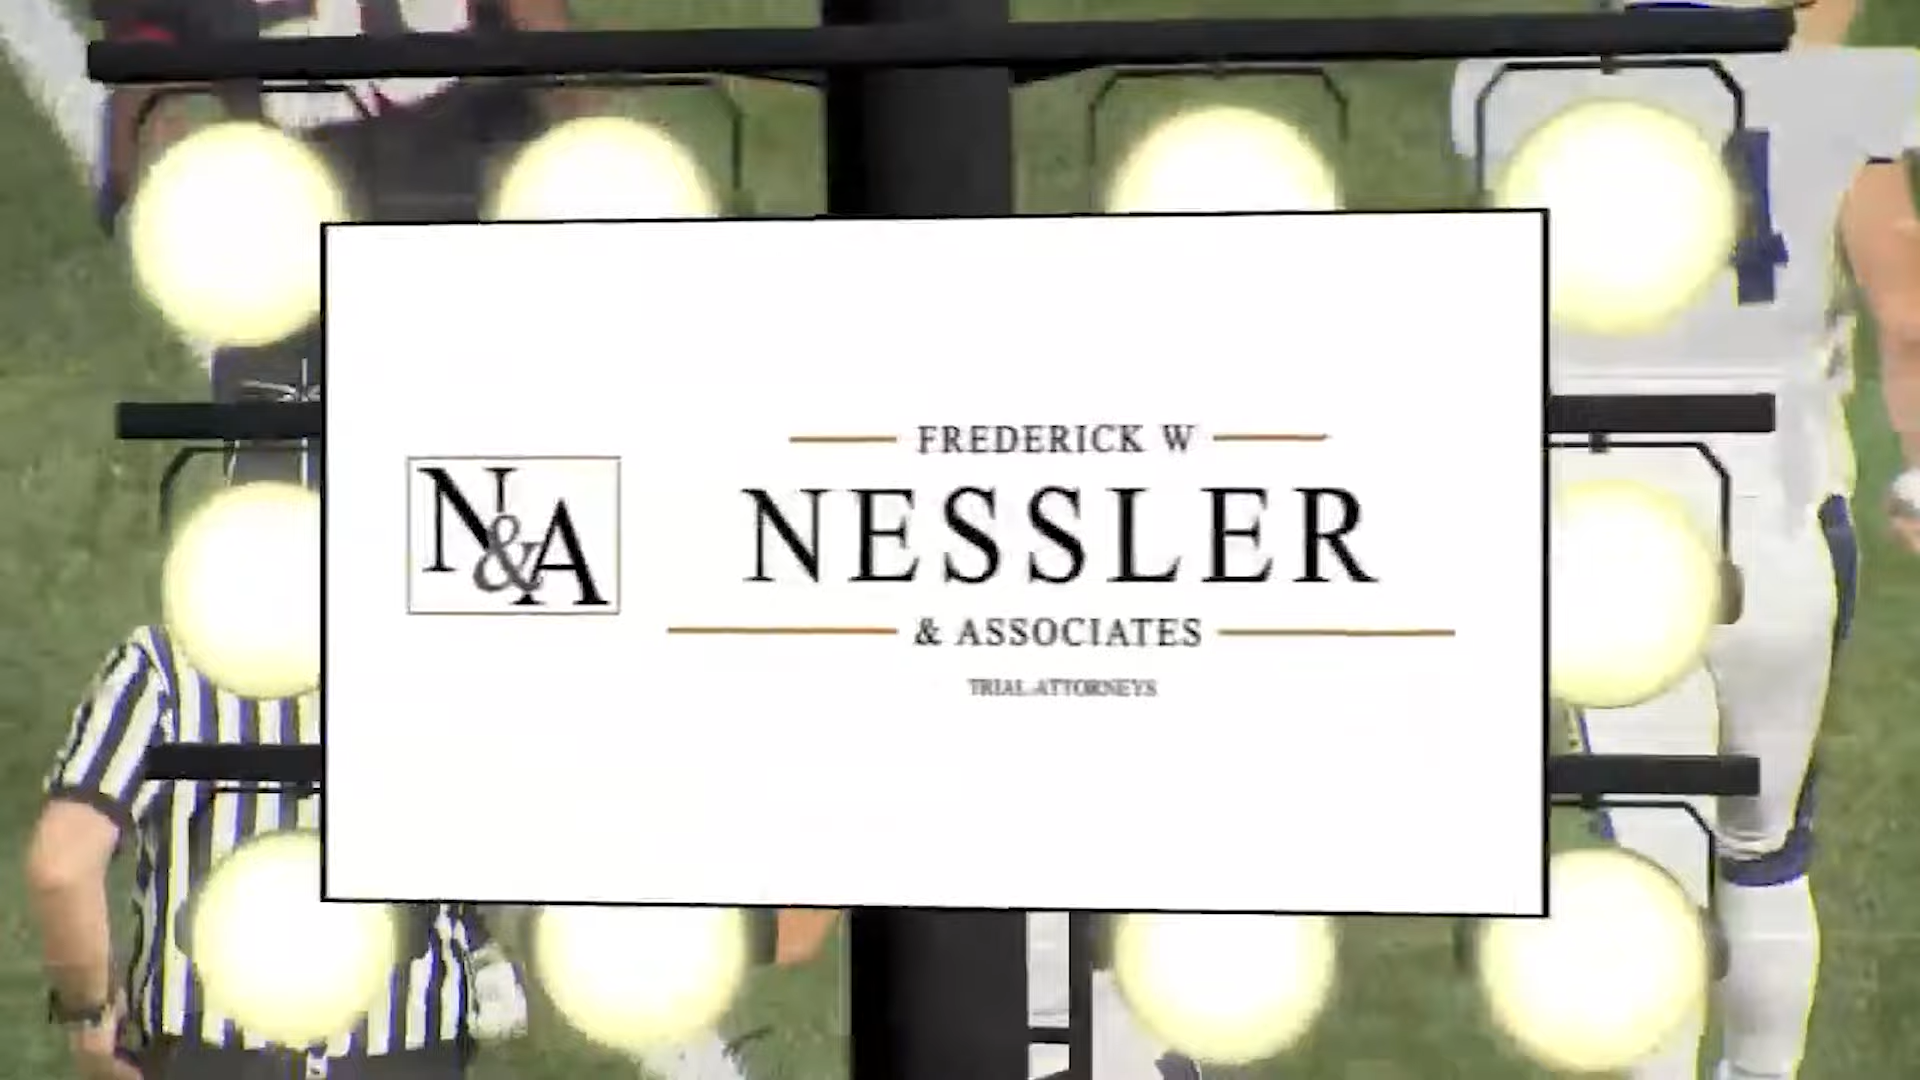 N&A
FREDERICK W
NESSLER
& ASSOCIATES
TRIAL ATTORNEYS